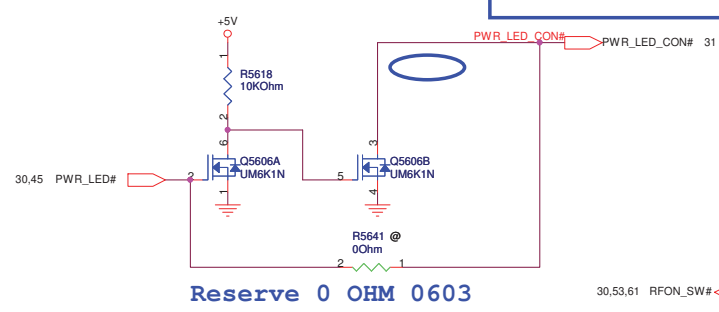 +5V
PWR_LED_CON#
PWR_LED_CON# 31
1
R5618
10KOhm
2
6
3
Q5606A
UM6K1N
Q5606B
UM6K1N
30,45 PWR_LED#
2
5
1
4
R5641 @
0Ohm
2
1
Reserve 0 OHM 0603
30,53,61 RFON_SW#